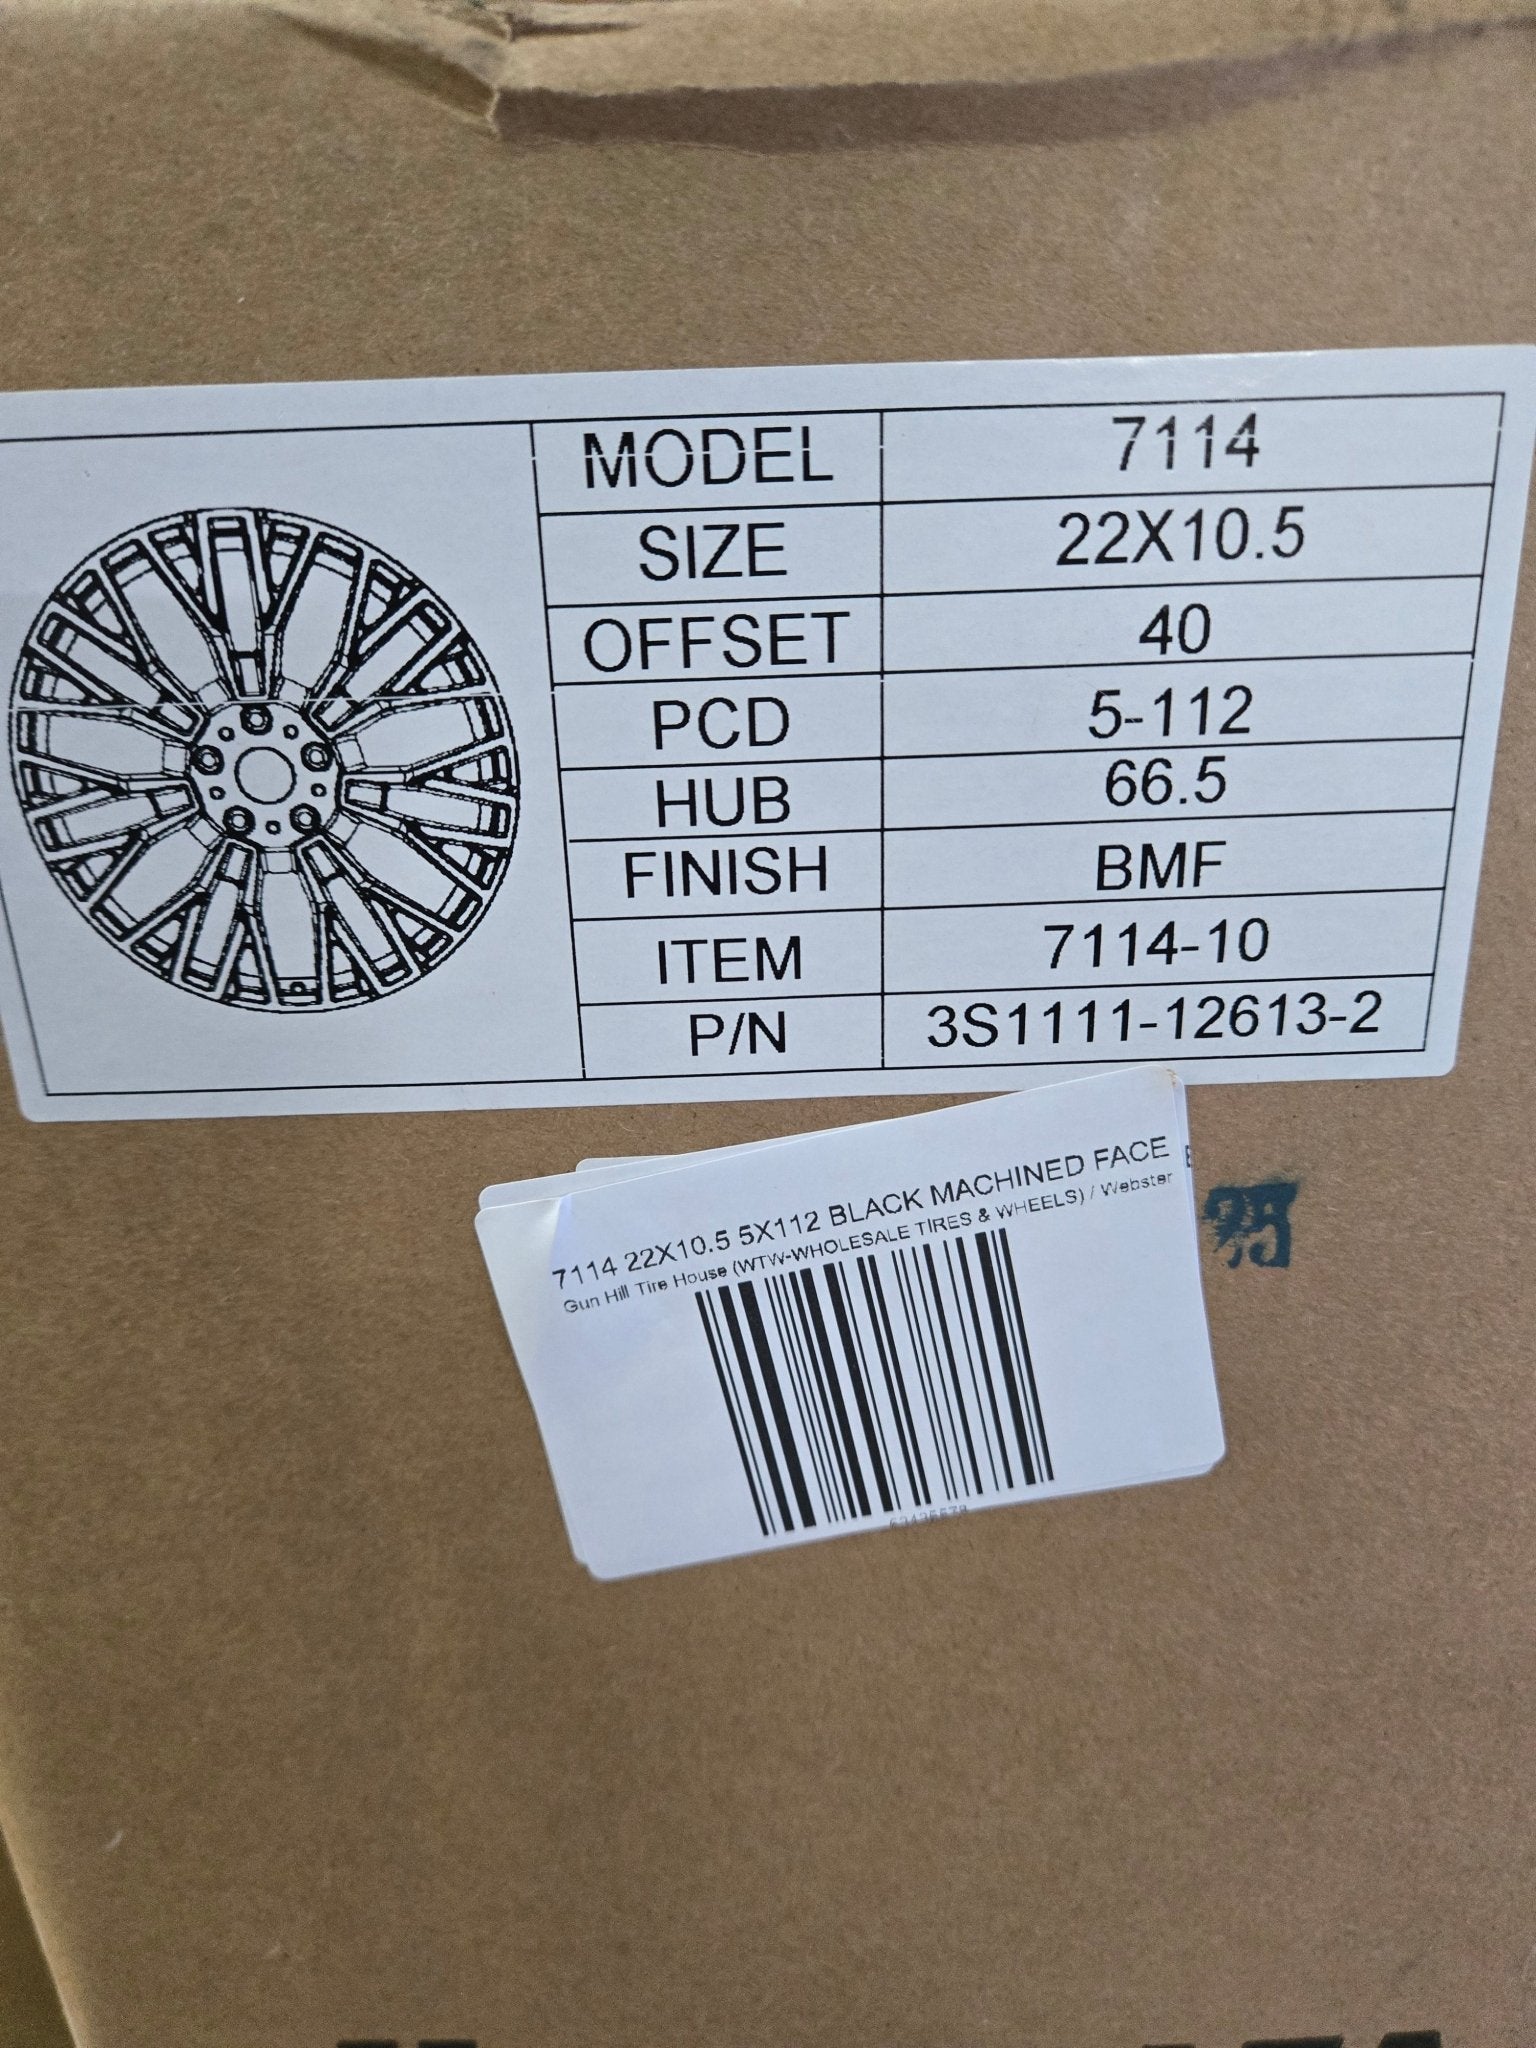 MODEL 7114
SIZE 22X10.5
OFFSET 40
PCD 5-112
HUB 66.5
FINISH BMF
ITEM 7114-10
P/N 3S1111-12613-2
7114 22X10.5 5X112 BLACK MACHINED FACE
Gun Hill Tire House (WTW-WHOLESALE TIRES & WHEELS) / Webster